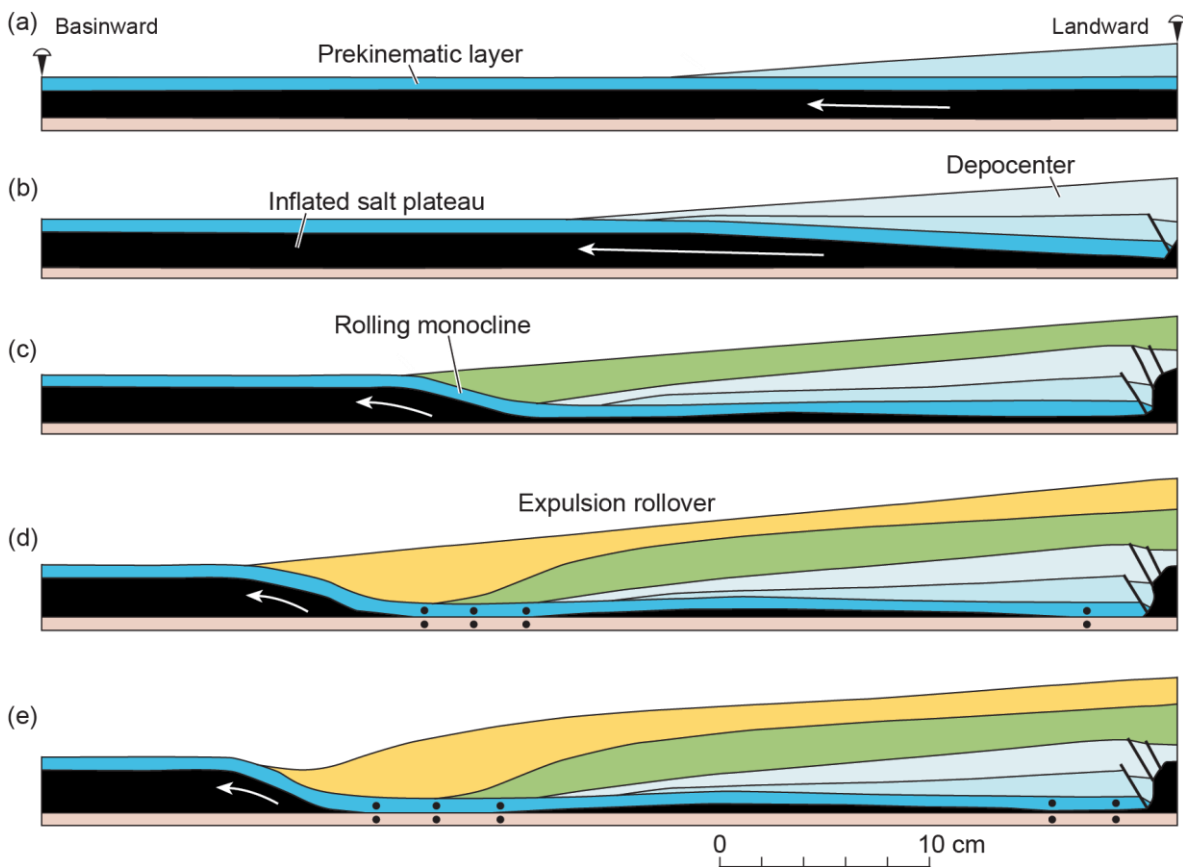 (a)
Basinward
Landward
Prekinematic layer
(b)
Depocenter
Inflated salt plateau
(c)
Rolling monocline
(d)
Expulsion rollover
(e)
0 10 cm